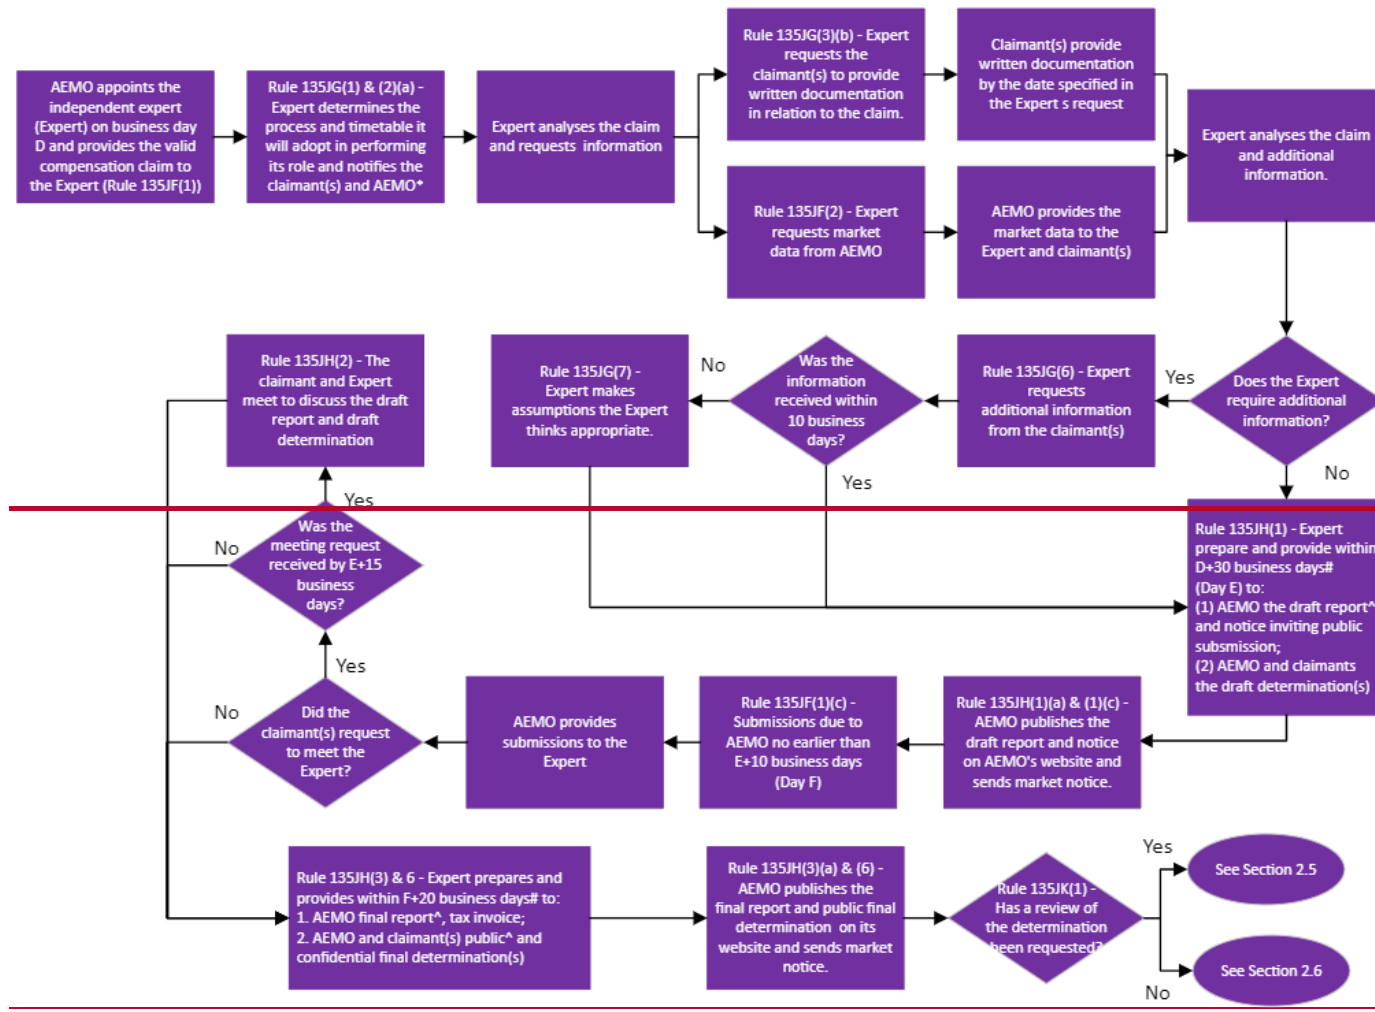 AEMO appoints the
independent expert
(Expert) on business day
D and provides the valid
compensation claim to
the Expert (Rule 135JF(1))
Rule 135JG(1) & (2)(a) -
Expert determines the
process and timetable it
will adopt in performing
its role and notifies the
claimant(s) and AEMO*
Expert analyses the claim
and requests information
Rule 135JG(3)(b) - Expert
requests the
claimant(s) to provide
written documentation
in relation to the claim.
Claimant(s) provide
written documentation
by the date specified in
the Expert s request
Rule 135JF(2) - Expert
requests market
data from AEMO
AEMO provides the
market data to the
Expert and claimant(s)
Expert analyses the claim
and additional
information.
Does the Expert
require additional
information?
Yes
No
Rule 135JG(6) - Expert
requests
additional information
from the claimant(s)
Was the
information
received within
10 business
days?
No
Yes
Rule 135JG(7) -
Expert makes
assumptions the Expert
thinks appropriate.
Rule 135JH(1) - Expert
prepare and provide within
D+30 business days#
(Day E) to:
(1) AEMO the draft report^
and notice inviting public
subsmission;
(2) AEMO and claimants
the draft determination(s)
Rule 135JH(1)(a) & (1)(c) -
AEMO publishes the
draft report and notice
on AEMO's website and
sends market notice.
Rule 135JF(1)(c) -
Submissions due to
AEMO no earlier than
E+10 business days
(Day F)
AEMO provides
submissions to the
Expert
Did the
claimant(s) request
to meet the
Expert?
No
Yes
Was the
meeting request
received by E+15
business
days?
No
Yes
Rule 135JH(2) - The
claimant and Expert
meet to discuss the draft
report and draft
determination
Rule 135JH(3) & 6 - Expert prepares and
provides within F+20 business days# to:
1. AEMO final report^, tax invoice;
2. AEMO and claimant(s) public^ and
confidential final determination(s)
Rule 135JH(3)(a) & (6) -
AEMO publishes the
final report and public final
determination on its
website and sends market
notice.
Rule 135JK(1) -
Has a review of
the determination
been requested?
Yes
See Section 2.5
No
See Section 2.6